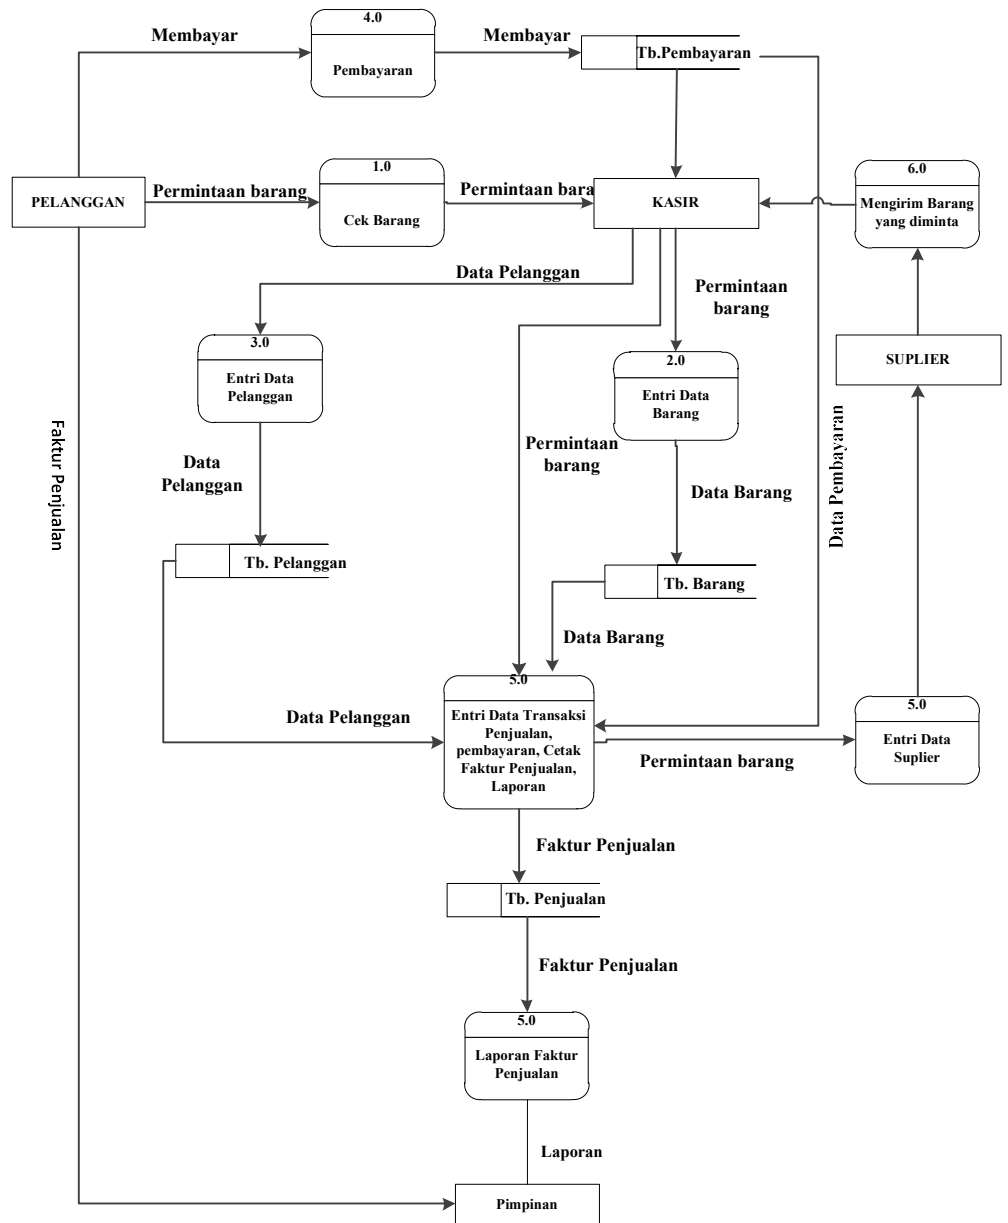 4.0
Membayar
Membayar
Tb.Pembayaran
Pembayaran
1.0
6.0
Permintaan barang
Permintaan bara
PELANGGAN
KASIR
Mengirim Barang
yang diminta
Cek Barang
Data Pelanggan
Permintaan
barang
3.0
2.0
SUPLIER
Entri Data
Pelanggan
Entri Data
Barang
Faktur Penjualan
Data Pembayaran
Permintaan
barang
Data
Pelanggan
Data Barang
Tb. Pelanggan
Tb. Barang
Data Barang
5.0
5.0
Data Pelanggan
Entri Data Transaksi
Penjualan,
pembayaran, Cetak
Faktur Penjualan,
Laporan
Entri Data
Suplier
Permintaan barang
Faktur Penjualan
Tb. Penjualan
Faktur Penjualan
5.0
Laporan Faktur
Penjualan
Laporan
Pimpinan